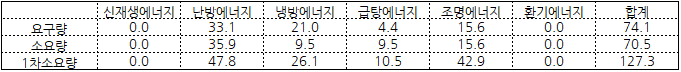 신재생에너지 난방에너지 냉방에너지 급탕에너지 조명에너지 환기에너지 합계
요구량 0.0 33.1 21.0 4.4 15.6 0.0 74.1
소요량 0.0 35.9 9.5 9.5 15.6 0.0 70.5
1차소요량 0.0 47.8 26.1 10.5 42.9 0.0 127.3